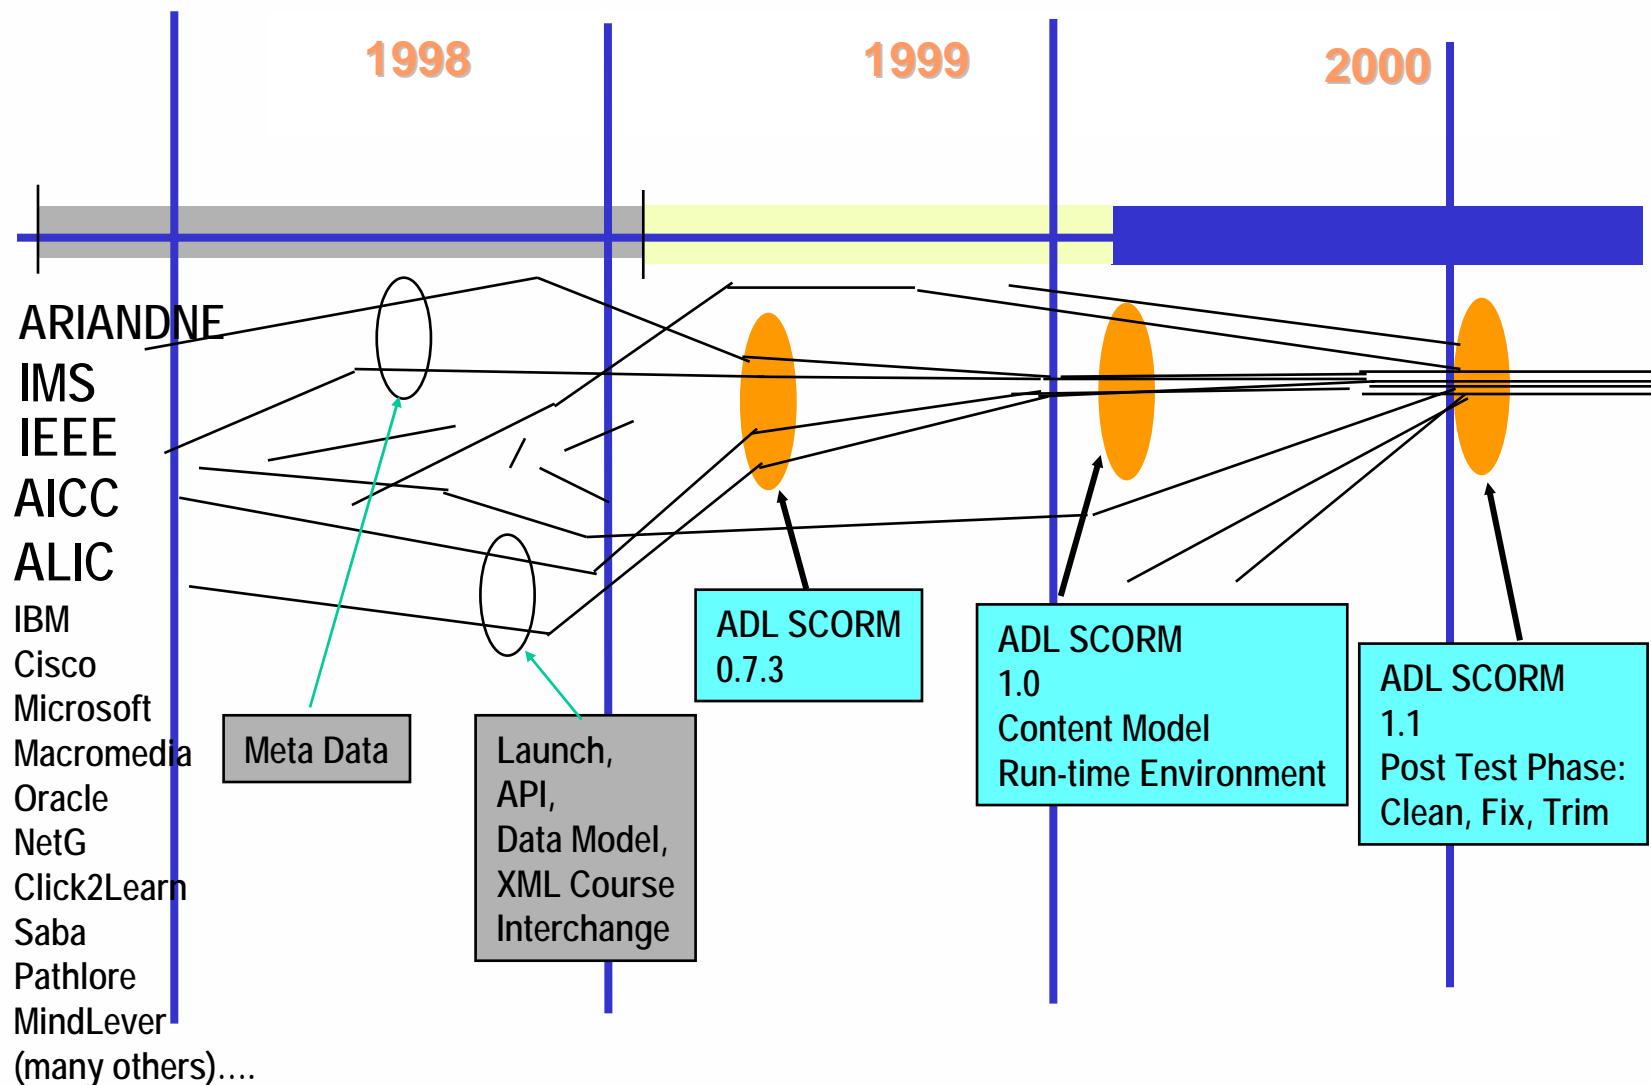 1998
1999
2000
ARIANDNE
IMS
IEEE
AICC
ALIC
IBM
Cisco
Microsoft
Macromedia
Oracle
NetG
Click2Learn
Saba
Pathlore
MindLever
(many others)....
Meta Data
Launch,
API,
Data Model,
XML Course
Interchange
ADL SCORM
0.7.3
ADL SCORM
1.0
Content Model
Run-time Environment
ADL SCORM
1.1
Post Test Phase:
Clean, Fix, Trim